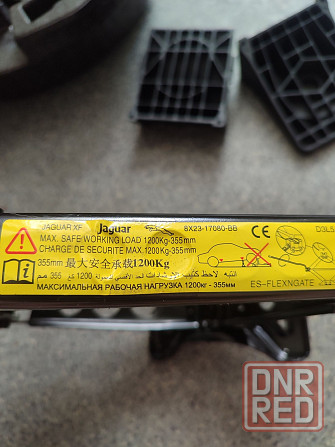 JAGUAR XF Jaguar 8X23-17080-BB D3L5
MAX. SAFE WORKING LOAD 1200Kg-355mm
CHARGE DE SECURITE MAX.1200Kg-355mm
355mm 最大安全承载1200Kg
МАКСИМАЛЬНАЯ РАБОЧАЯ НАГРУЗКА 1200кг - 355мм
ES-FLEXNGATE
DNR
RED